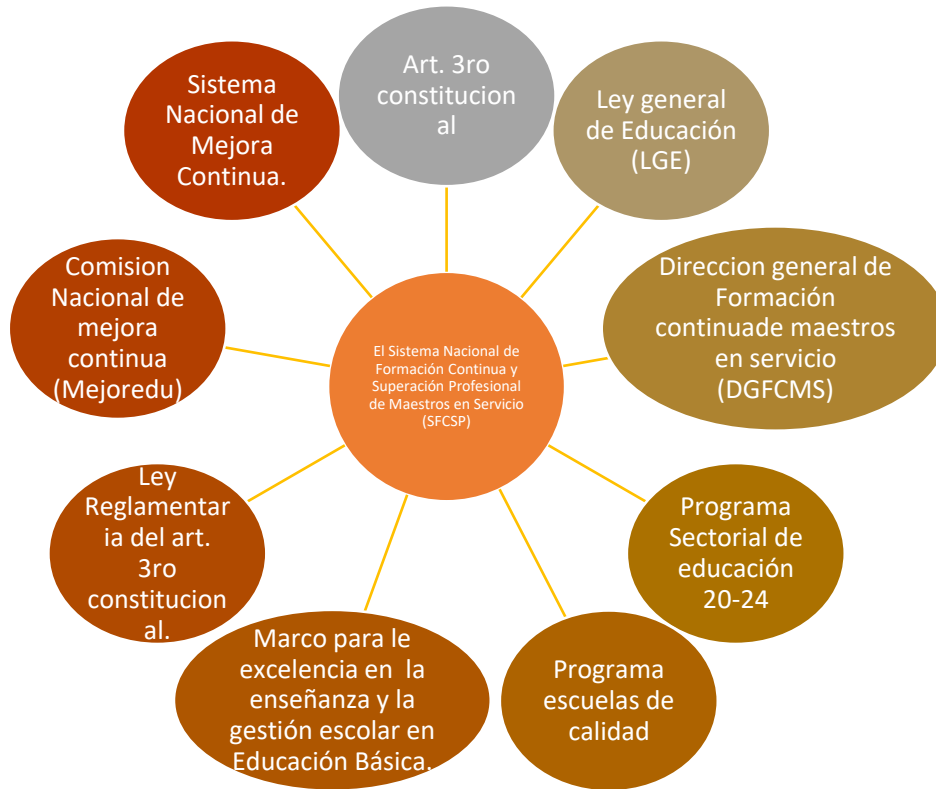 Art. 3ro
constitucion
al
Ley general
de Educación
(LGE)
Direccion general de
Formación
continuade maestros
en servicio
(DGFCMS)
Programa
Sectorial de
educación
20-24
Programa
escuelas de
calidad
Marco para le
excelencia en  la
enseñanza y la
gestión escolar en
Educación Básica.
Ley
Reglamentar
ia del art.
3ro
constitucion
al.
Comision
Nacional de
mejora
continua
(Mejoredu)
Sistema
Nacional de
Mejora
Continua.
El Sistema Nacional de
Formación Continua y
Superación Profesional
de Maestros en Servicio
(SFCSP)